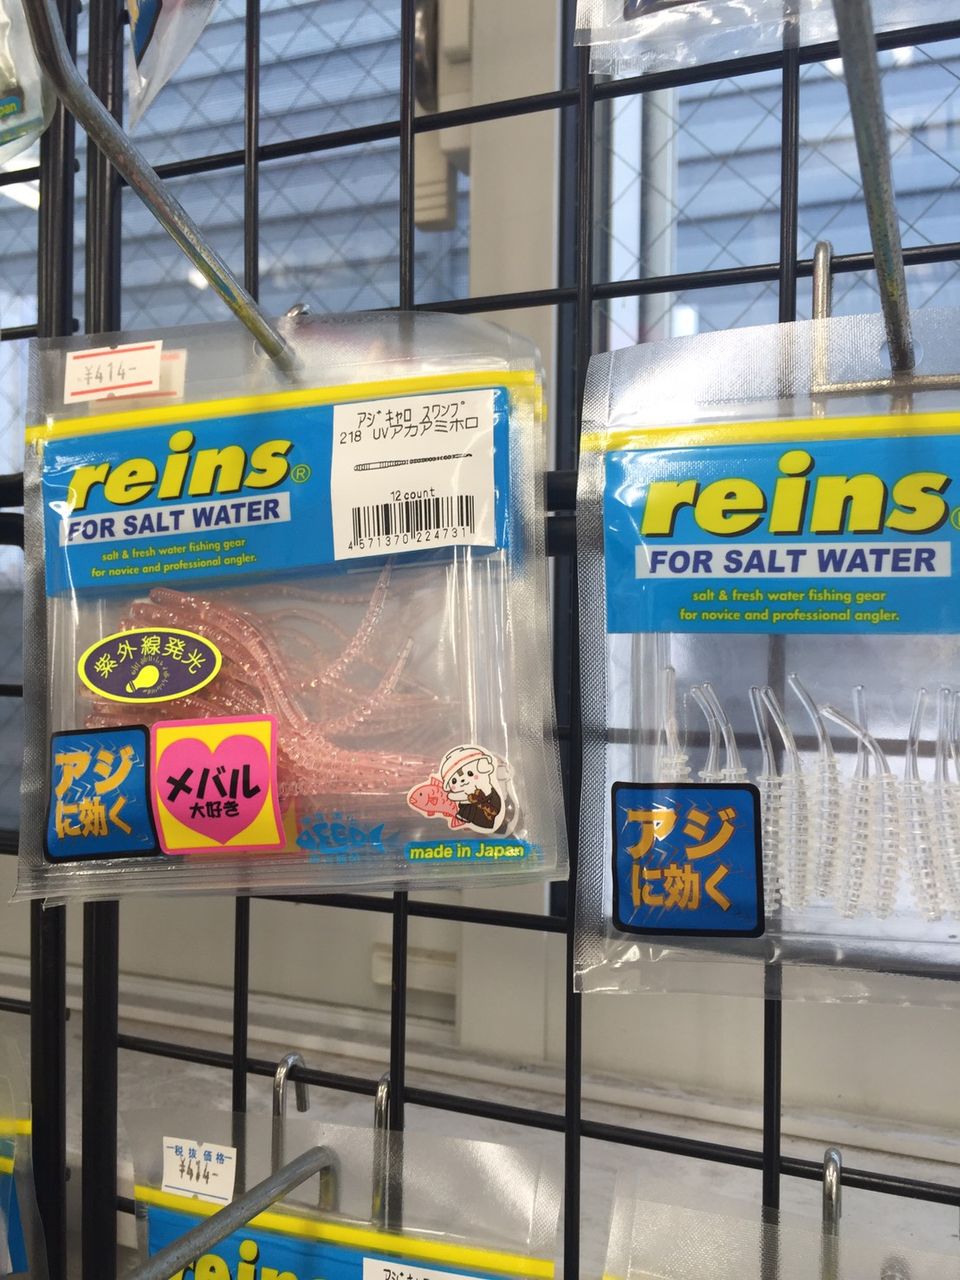 ¥414-
reins®
FOR SALT WATER
salt & fresh water fishing gear
for novice and professional angler.
アジキャロ スワンプ
218 UVアカアミホロ
12 count
4 571370 224731
紫外線発光
アジ
に効く
メバル
大好き
made in Japan
reins
FOR SALT WATER
salt & fresh water fishing gear
for novice and professional angler.
アジ
に効く
税抜価格
¥414-
reins